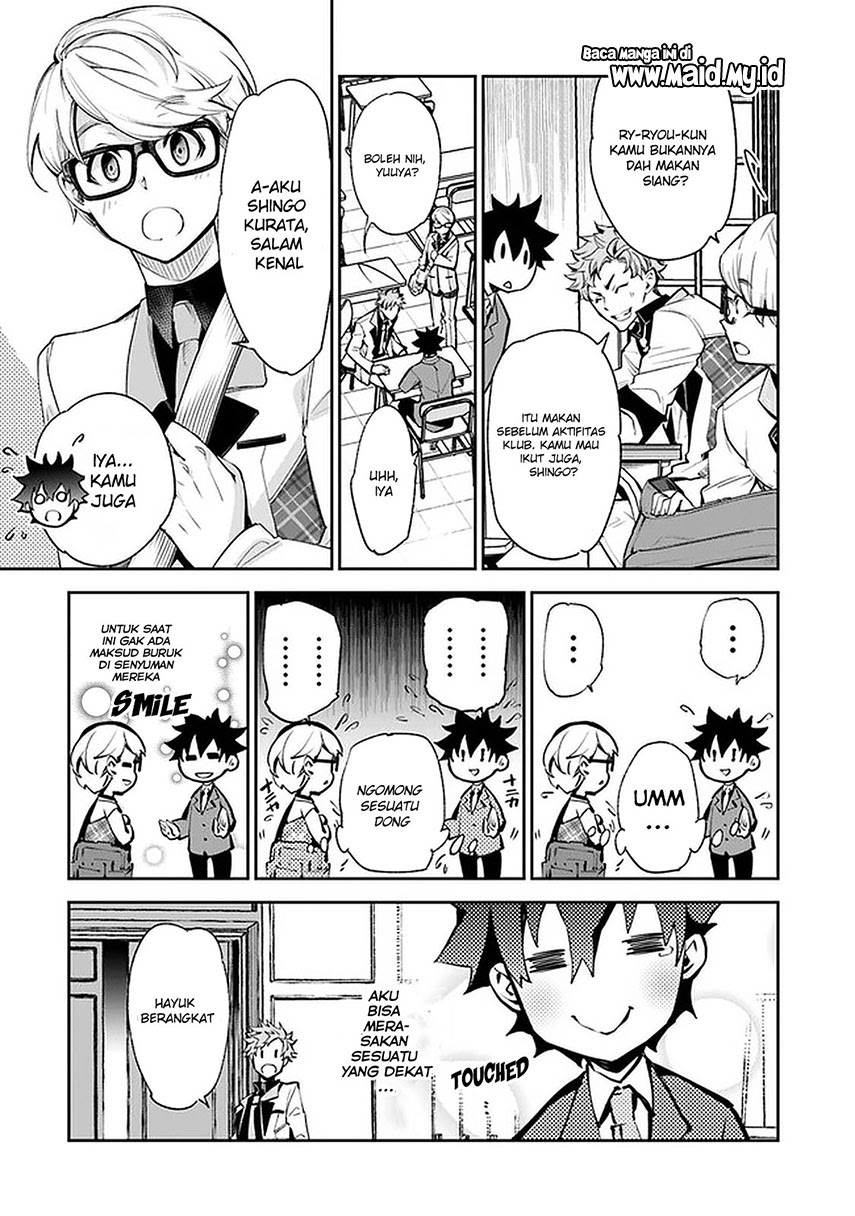 Baca manga ini di
www.Maid.My.id
RY-RYOU-KUN
KAMU BUKANNYA
DAH MAKAN
SIANG?
ITU MAKAN
SEBELUM AKTIFITAS
KLUB. KAMU MAU
IKUT JUGA,
SHINGO?
BOLEH NIH,
YUUYA?
UHH,
IYA
A-AKU
SHINGO
KURATA,
SALAM
KENAL
IYA...
KAMU
JUGA
UMM
...
NGOMONG
SESUATU
DONG
UNTUK SAAT
INI GAK ADA
MAKSUD BURUK
DI SENYUMAN
MEREKA
SMILE
AKU
BISA
MERA-
SAKAN
SESUATU
YANG DEKAT
...
TOUCHED
HAYUK
BERANGKAT